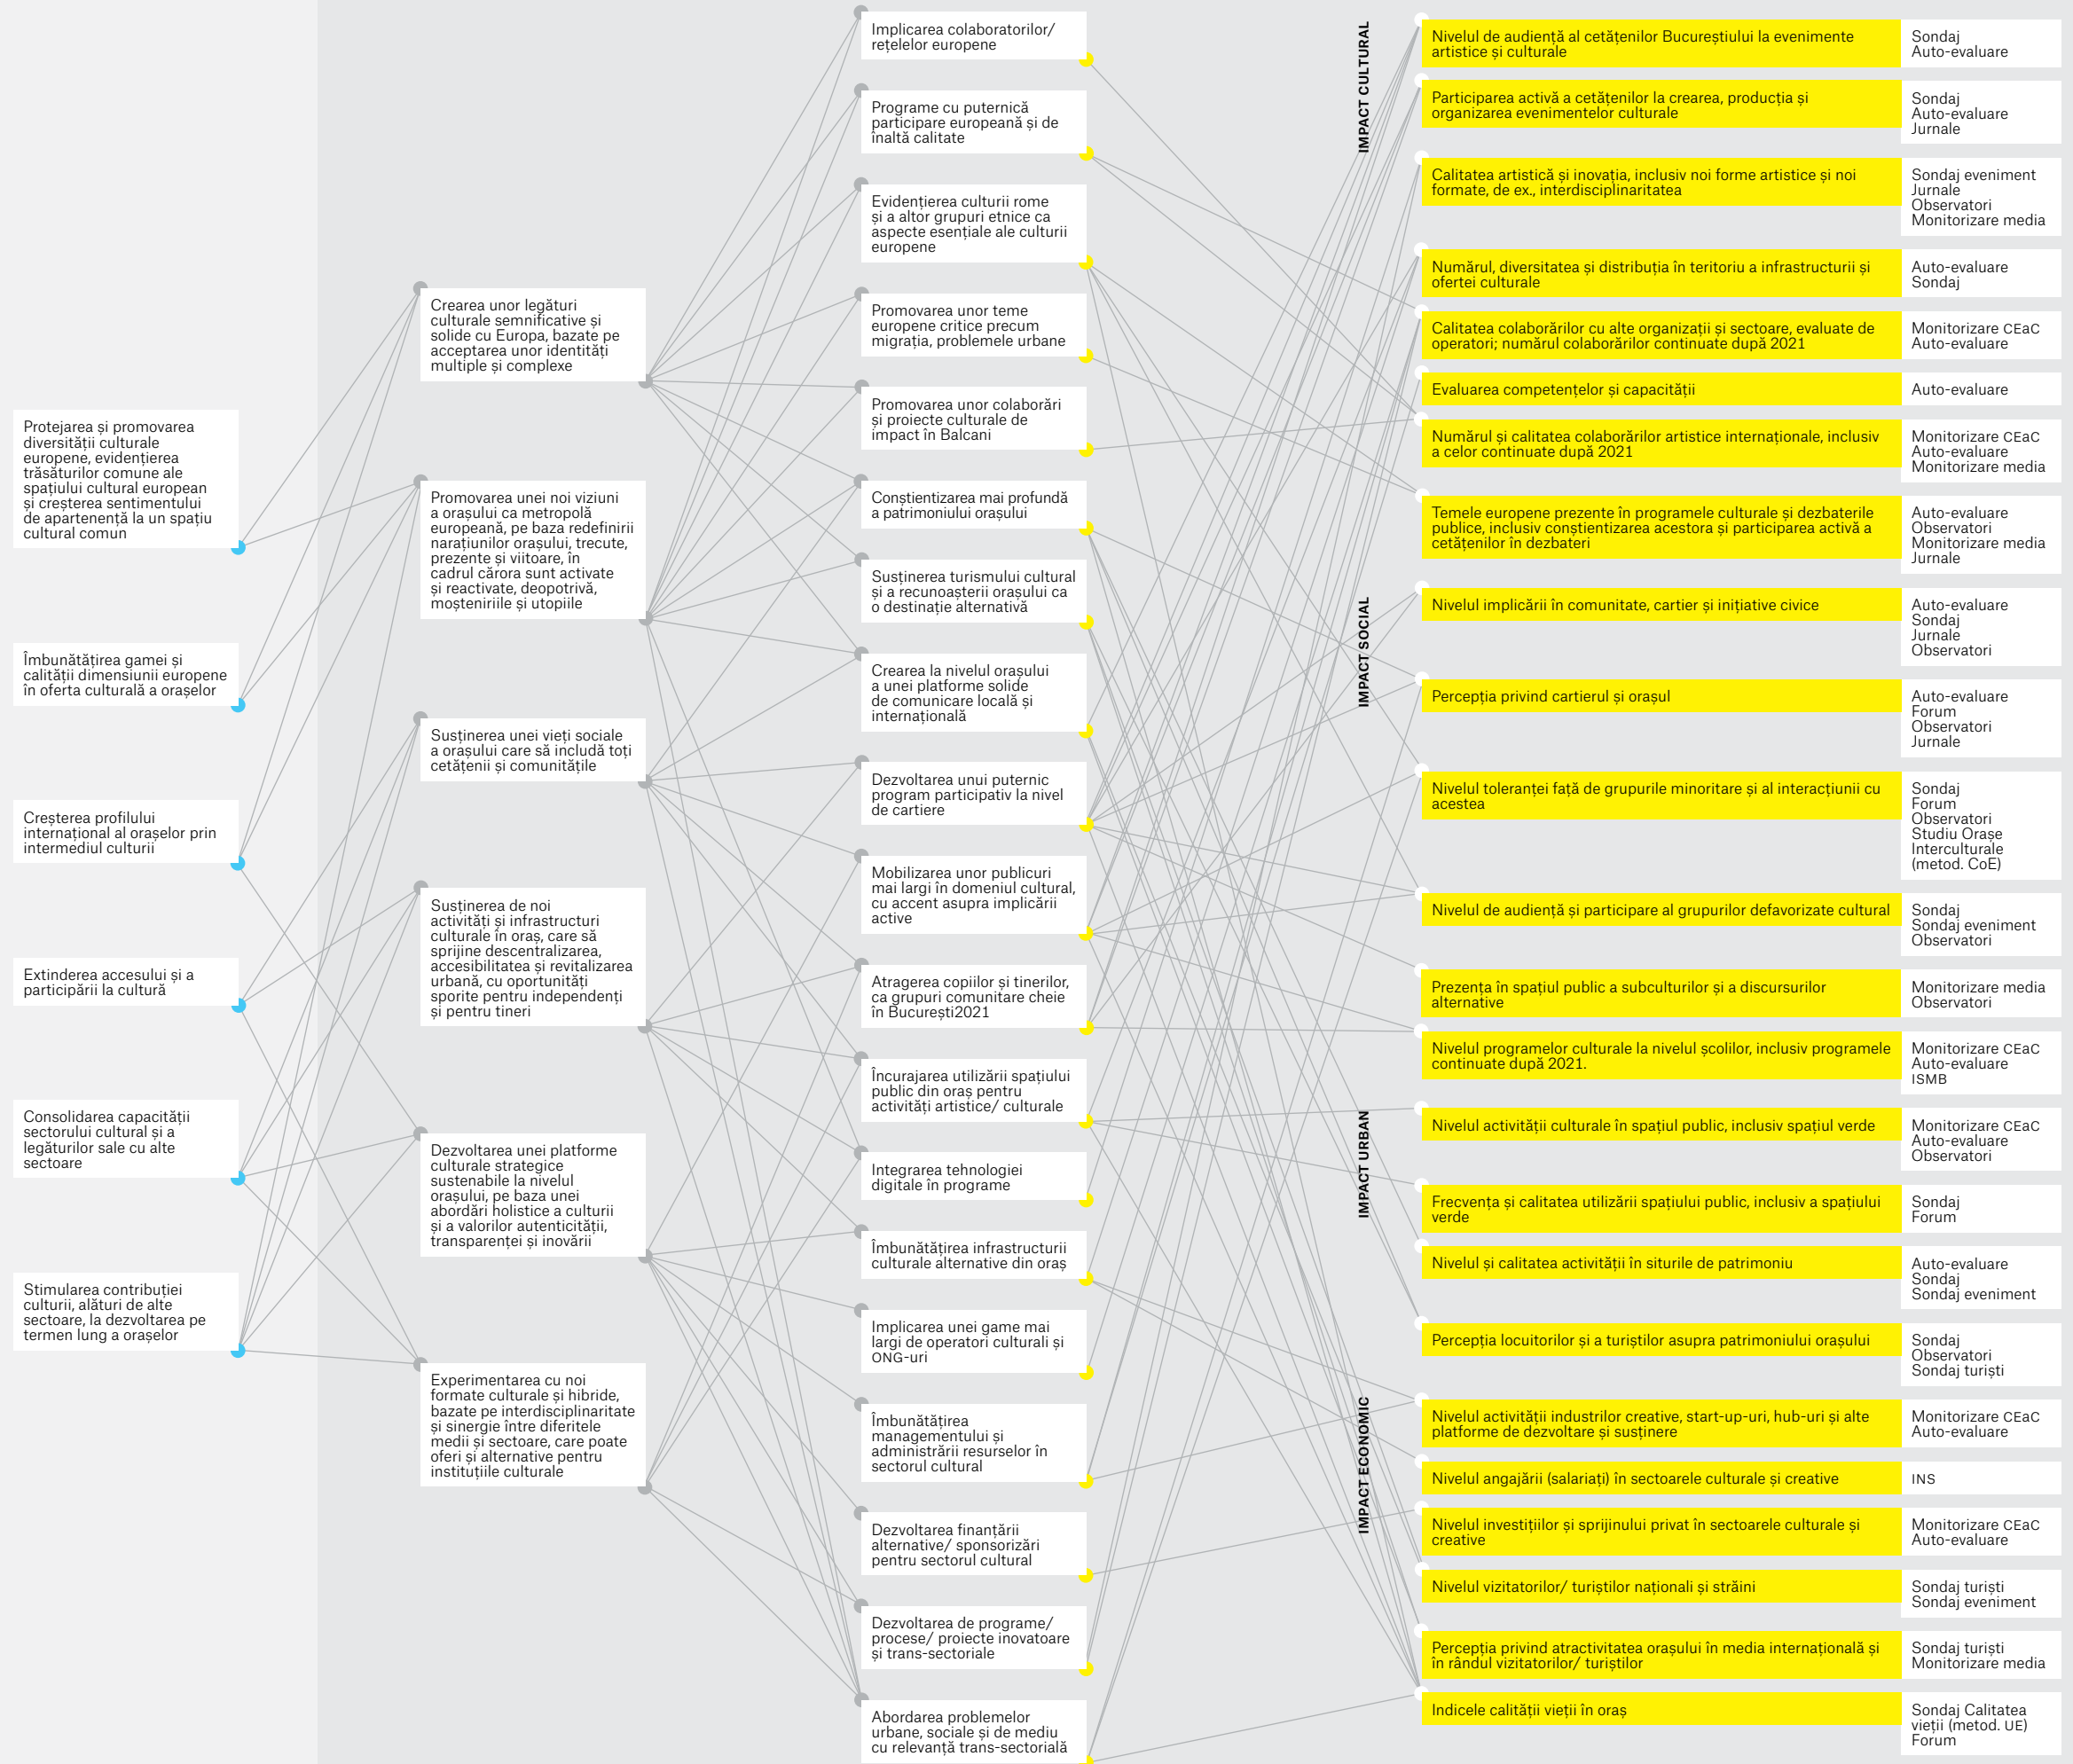 Protejarea și promovarea
diversității culturale
europene, evidențierea
trăsăturilor comune ale
spațiului cultural european
și creșterea sentimentului
de apartenență la un spațiu
cultural comun
Îmbunătățirea gamei și
calității dimensiunii europene
în oferta culturală a orașelor
Creșterea profilului
internațional al orașelor prin
intermediul culturii
Extinderea accesului și a
participării la cultură
Consolidarea capacității
sectorului cultural și a
legăturilor sale cu alte
sectoare
Stimularea contribuției
culturii, alături de alte
sectoare, la dezvoltarea pe
termen lung a orașelor
Crearea unor legături
culturale semnificative și
solide cu Europa, bazate pe
acceptarea unor identități
multiple și complexe
Promovarea unei noi viziuni
a orașului ca metropolă
europeană, pe baza redefinirii
narațiunilor orașului, trecute,
prezente și viitoare, în
cadrul cărora sunt activate
și reactivate, deopotrivă,
moșteniriile și utopiile
Susținerea unei vieți sociale
a orașului care să includă toți
cetățenii și comunitățile
Susținerea de noi
activități și infrastructuri
culturale în oraș, care să
sprijine descentralizarea,
accesibilitatea și revitalizarea
urbană, cu oportunități
sporite pentru independenți
și pentru tineri
Dezvoltarea unei platforme
culturale strategice
sustenabile la nivelul
orașului, pe baza unei
abordări holistice a culturii
și a valorilor autenticității,
transparenței și inovării
Experimentarea cu noi
formate culturale și hibride,
bazate pe interdisciplinaritate
și sinergie între diferitele
medii și sectoare, care poate
oferi și alternative pentru
instituțiile culturale
Implicarea colaboratorilor/
rețelelor europene
Programe cu puternică
participare europeană și de
înaltă calitate
Evidențierea culturii rome
și a altor grupuri etnice ca
aspecte esențiale ale culturii
europene
Promovarea unor teme
europene critice precum
migrația, problemele urbane
Promovarea unor colaborări
și proiecte culturale de
impact în Balcani
Conștientizarea mai profundă
a patrimoniului orașului
Susținerea turismului cultural
și a recunoașterii orașului ca
o destinație alternativă
Crearea la nivelul orașului
a unei platforme solide
de comunicare locală și
internațională
Dezvoltarea unui puternic
program participativ la nivel
de cartiere
Mobilizarea unor publicuri
mai largi în domeniul cultural,
cu accent asupra implicării
active
Atragerea copiilor și tinerilor,
ca grupuri comunitare cheie
în București2021
Încurajarea utilizării spațiului
public din oraș pentru
activități artistice/ culturale
Integrarea tehnologiei
digitale în programe
Îmbunătățirea infrastructurii
culturale alternative din oraș
Implicarea unei game mai
largi de operatori culturali și
ONG-uri
Îmbunătățirea
managementului și
administrării resurselor în
sectorul cultural
Dezvoltarea finanțării
alternative/ sponsorizări
pentru sectorul cultural
Dezvoltarea de programe/
procese/ proiecte inovatoare
și trans-sectoriale
Abordarea problemelor
urbane, sociale și de mediu
cu relevanță trans-sectorială
IMPACT CULTURAL
Nivelul de audiență al cetățenilor Bucureștiului la evenimente
artistice și culturale
Sondaj
Auto-evaluare
Participarea activă a cetățenilor la crearea, producția și
organizarea evenimentelor culturale
Sondaj
Auto-evaluare
Jurnale
Calitatea artistică și inovația, inclusiv noi forme artistice și noi
formate, de ex., interdisciplinaritatea
Sondaj eveniment
Jurnale
Observatori
Monitorizare media
Numărul, diversitatea și distribuția în teritoriu a infrastructurii și
ofertei culturale
Auto-evaluare
Sondaj
Calitatea colaborărilor cu alte organizații și sectoare, evaluate de
operatori; numărul colaborărilor continuate după 2021
Monitorizare CEaC
Auto-evaluare
Evaluarea competențelor și capacității
Auto-evaluare
Numărul și calitatea colaborărilor artistice internaționale, inclusiv
a celor continuate după 2021
Monitorizare CEaC
Auto-evaluare
Monitorizare media
Temele europene prezente în programele culturale și dezbaterile
publice, inclusiv conștientizarea acestora și participarea activă a
cetățenilor în dezbateri
Auto-evaluare
Observatori
Monitorizare media
Jurnale
IMPACT SOCIAL
Nivelul implicării în comunitate, cartier și inițiative civice
Auto-evaluare
Sondaj
Jurnale
Observatori
Percepția privind cartierul și orașul
Auto-evaluare
Forum
Observatori
Jurnale
Nivelul toleranței față de grupurile minoritare și al interacțiunii cu
acestea
Sondaj
Forum
Observatori
Studiu Orașe
Interculturale
(metod. CoE)
Nivelul de audiență și participare al grupurilor defavorizate cultural
Sondaj
Sondaj eveniment
Observatori
Prezența în spațiul public a subculturilor și a discursurilor
alternative
Monitorizare media
Observatori
Nivelul programelor culturale la nivelul școlilor, inclusiv programele
continuate după 2021.
Monitorizare CEaC
Auto-evaluare
ISMB
IMPACT URBAN
Nivelul activității culturale în spațiul public, inclusiv spațiul verde
Monitorizare CEaC
Auto-evaluare
Observatori
Frecvența și calitatea utilizării spațiului public, inclusiv a spațiului
verde
Sondaj
Forum
Nivelul și calitatea activității în siturile de patrimoniu
Auto-evaluare
Sondaj
Sondaj eveniment
Percepția locuitorilor și a turiștilor asupra patrimoniului orașului
Sondaj
Observatori
Sondaj turiști
IMPACT ECONOMIC
Nivelul activității industrilor creative, start-up-uri, hub-uri și alte
platforme de dezvoltare și susținere
Monitorizare CEaC
Auto-evaluare
Nivelul angajării (salariați) în sectoarele culturale și creative
INS
Nivelul investițiilor și sprijinului privat în sectoarele culturale și
creative
Monitorizare CEaC
Auto-evaluare
Nivelul vizitatorilor/ turiștilor naționali și străini
Sondaj turiști
Sondaj eveniment
Percepția privind atractivitatea orașului în media internațională și
în rândul vizitatorilor/ turiștilor
Sondaj turiști
Monitorizare media
Indicele calității vieții în oraș
Sondaj Calitatea
vieții (metod. UE)
Forum